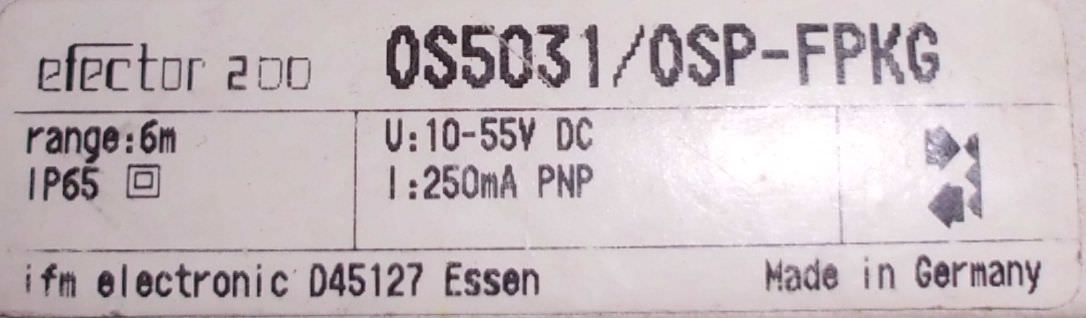 efector 200 OS5031/OSP-FPKG
range:6m
IP65
U:10-55V DC
I:250mA PNP
ifm electronic D45127 Essen Made in Germany